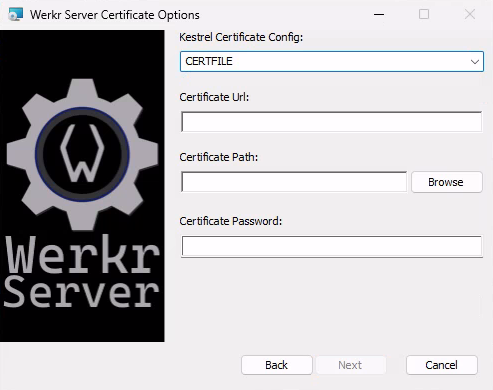 Werkr Server Certificate Options
Kestrel Certificate Config:
CERTFILE
Certificate Url:
Certificate Path:
Browse
Certificate Password:
Werkr
Server
Back
Next
Cancel